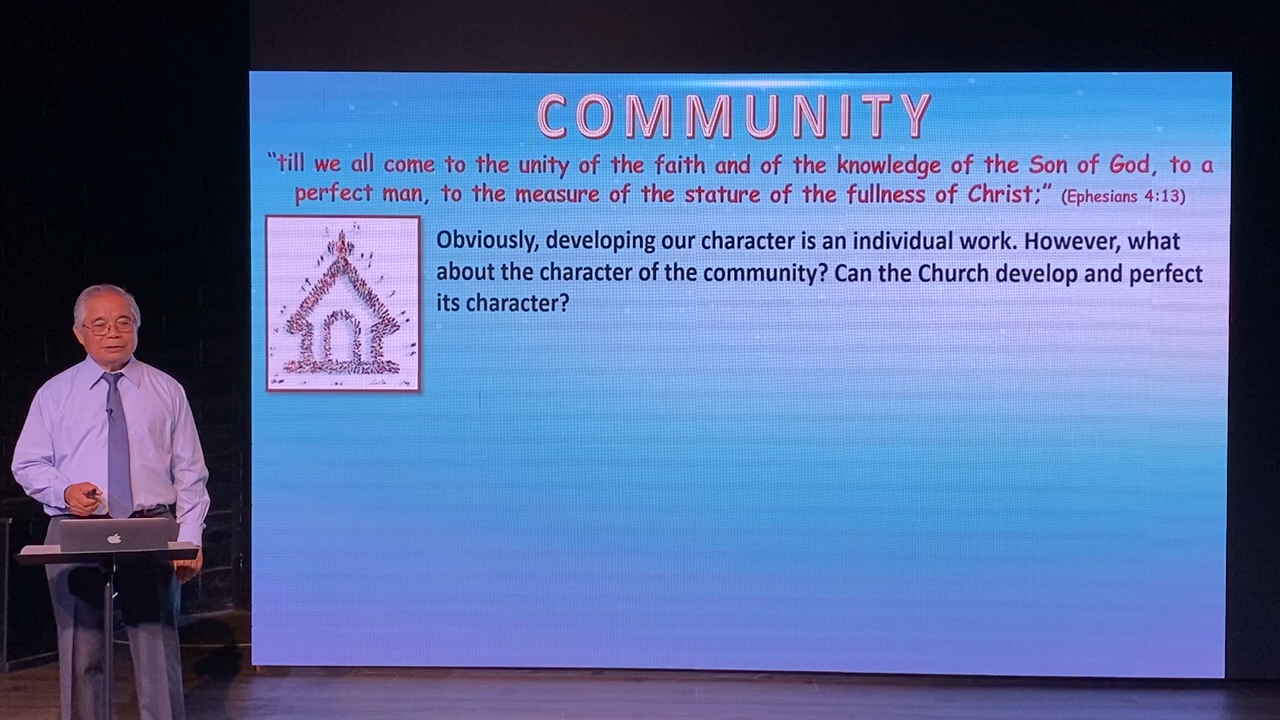 COMMUNITY
“till we all come to the unity of the faith and of the knowledge of the Son of God, to a
perfect man, to the measure of the stature of the fullness of Christ;” (Ephesians 4:13)
Obviously, developing our character is an individual work. However, what
about the character of the community? Can the Church develop and perfect
its character?